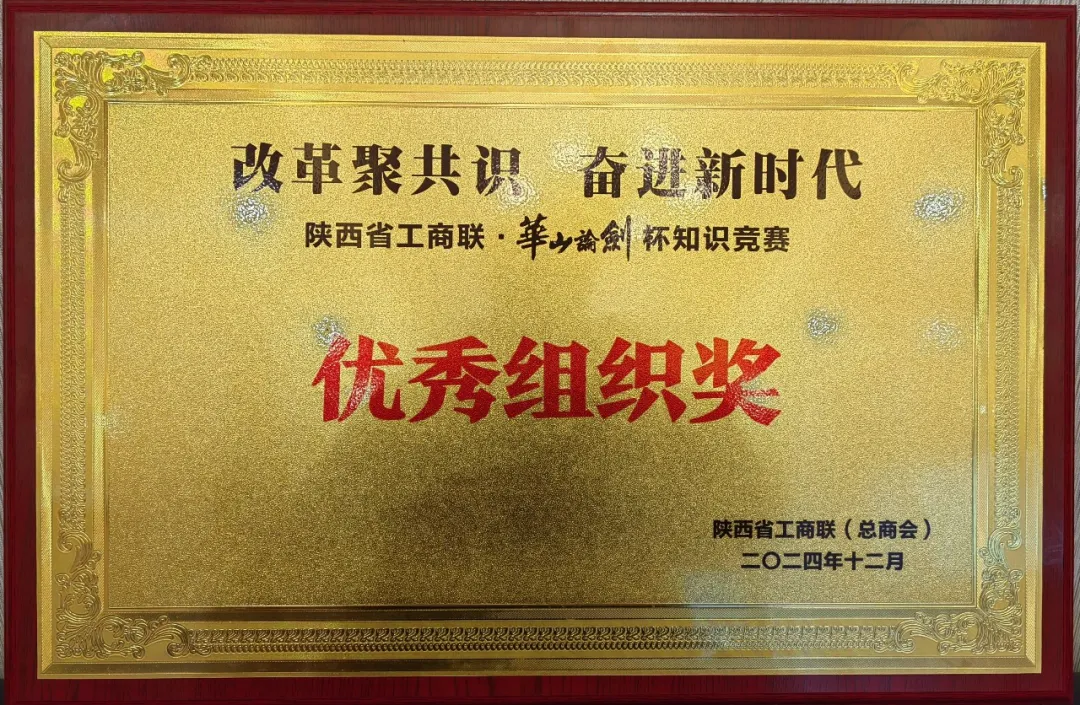 改革聚共识 奋进新时代
陕西省工商联·華山論劍杯知识竞赛
优秀组织奖
陕西省工商联（总商会）
二〇二四年十二月